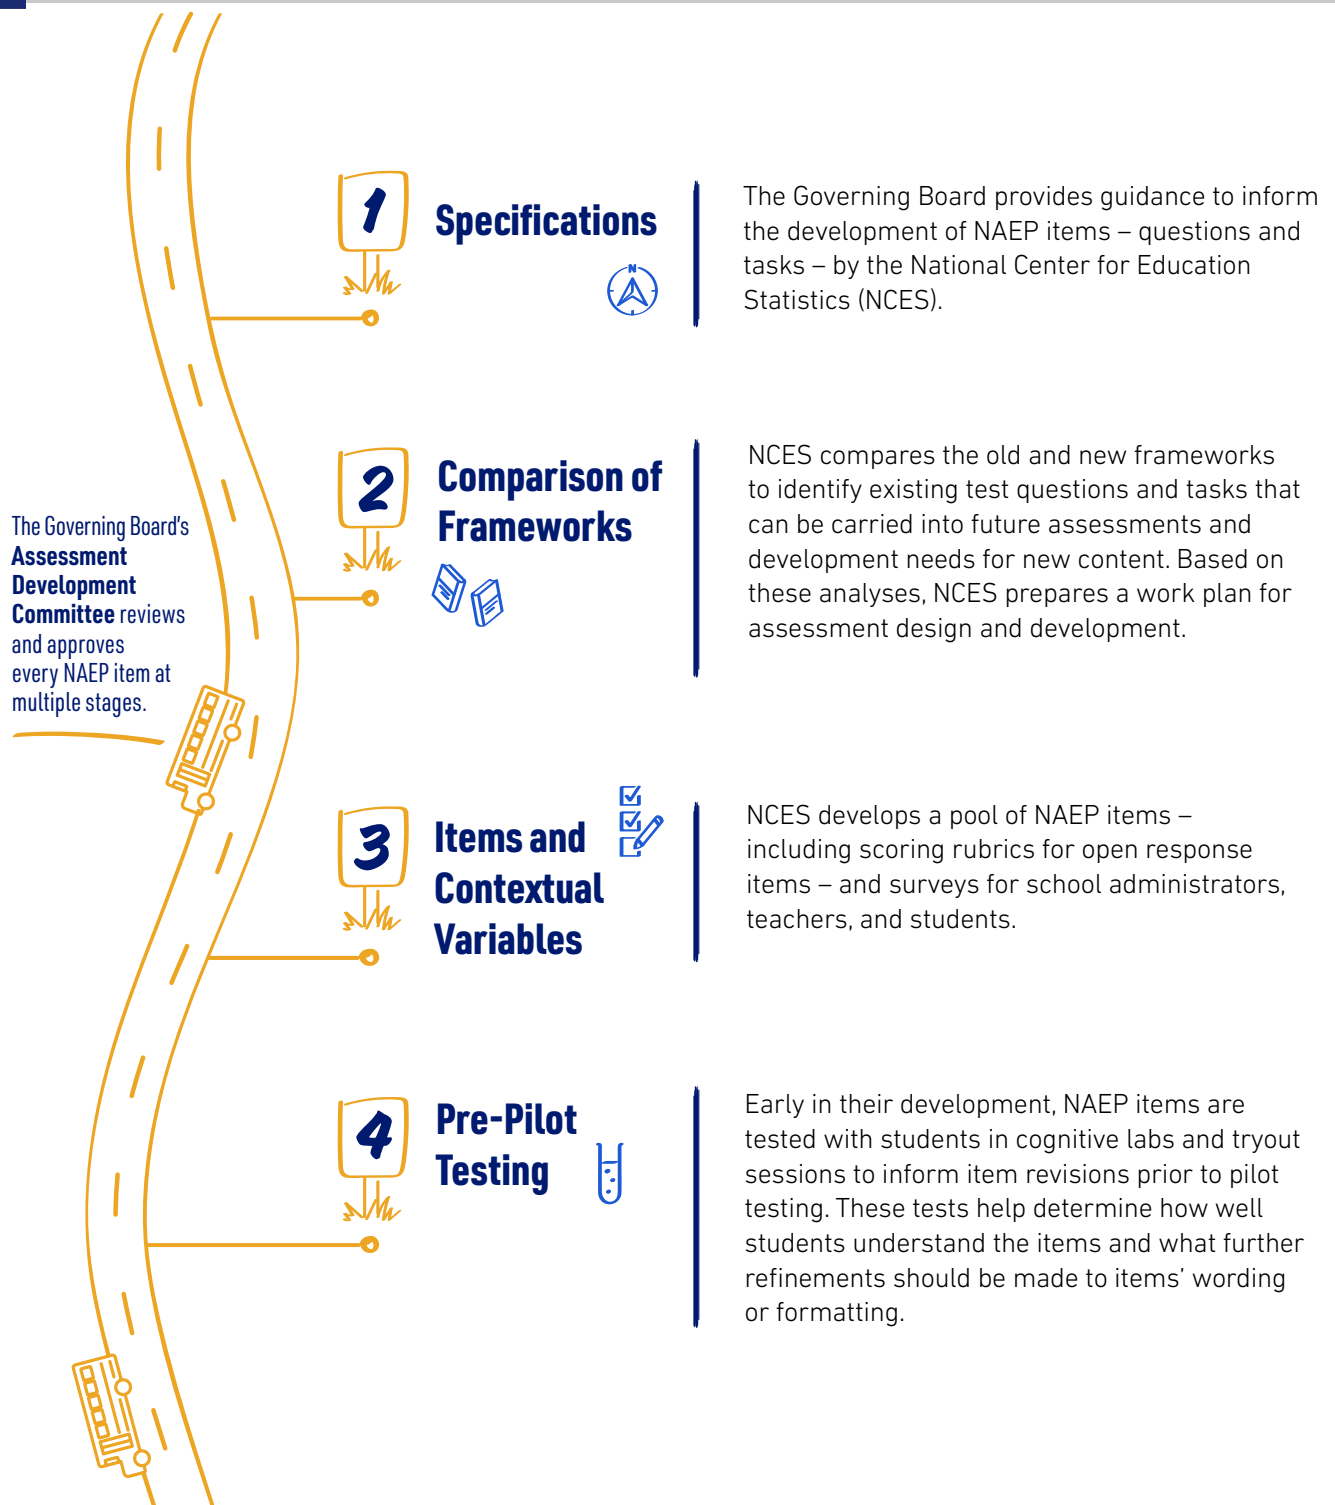 1
Specifications
N
The Governing Board provides guidance to inform
the development of NAEP items – questions and
tasks – by the National Center for Education
Statistics (NCES).
2
Comparison of
Frameworks
NCES compares the old and new frameworks
to identify existing test questions and tasks that
can be carried into future assessments and
development needs for new content. Based on
these analyses, NCES prepares a work plan for
assessment design and development.
The Governing Board’s
Assessment
Development
Committee reviews
and approves
every NAEP item at
multiple stages.
3
Items and
Contextual
Variables
NCES develops a pool of NAEP items –
including scoring rubrics for open response
items – and surveys for school administrators,
teachers, and students.
4
Pre-Pilot
Testing
Early in their development, NAEP items are
tested with students in cognitive labs and tryout
sessions to inform item revisions prior to pilot
testing. These tests help determine how well
students understand the items and what further
refinements should be made to items’ wording
or formatting.